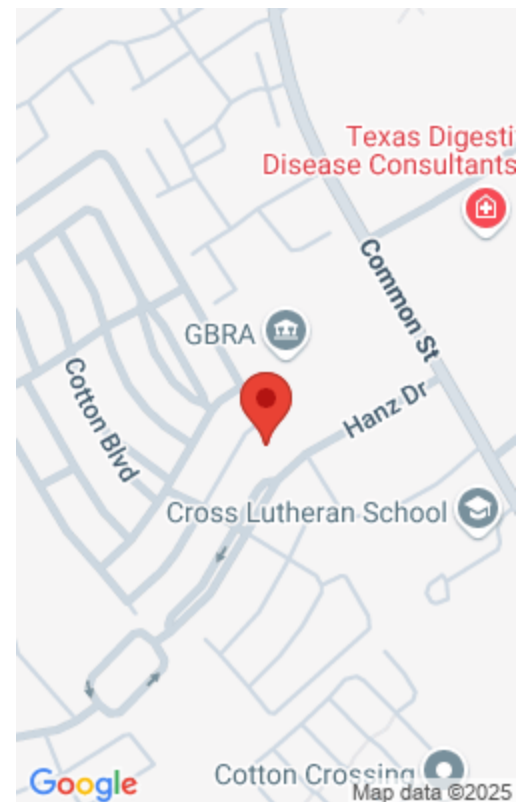 Texas Digesti
Disease Consultants
Common St
GBRA
Hanz Dr
Cotton Blvd
Cross Lutheran School
Cotton Crossing
Google
Map data ©2025